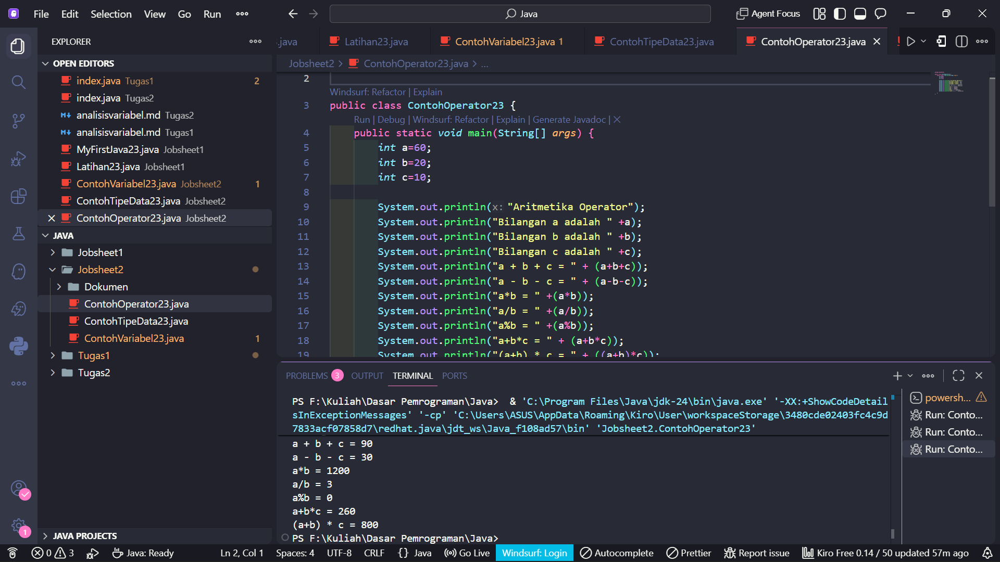 File Edit Selection View Go Run
Java
Agent Focus
EXPLORER
.java
Latihan23.java
ContohVariabel23.java 1
ContohTipeData23.java
ContohOperator23.java
OPEN EDITORS
index.java Tugas1 2
index.java Tugas2
analisisvariabel.md Tugas2
analisisvariabel.md Tugas1
MyFirstJava23.java Jobsheet1
Latihan23.java Jobsheet1
ContohVariabel23.java Jobsheet2 1
ContohTipeData23.java Jobsheet2
ContohOperator23.java Jobsheet2
JAVA
Jobsheet1
Jobsheet2
Dokumen
ContohOperator23.java
ContohTipeData23.java
ContohVariabel23.java 1
Tugas1
Tugas2
JAVA PROJECTS
Jobsheet2 > ContohOperator23.java > ...
2
Windsurf: Refactor | Explain
3 public class ContohOperator23 {
Run | Debug | Windsurf: Refactor | Explain | Generate Javadoc | X
4 public static void main(String[] args) {
5 int a=60;
6 int b=20;
7 int c=10;
8
9 System.out.println(x: "Aritmetika Operator");
10 System.out.println("Bilangan a adalah " +a);
11 System.out.println("Bilangan b adalah " +b);
12 System.out.println("Bilangan c adalah " +c);
13 System.out.println("a + b + c = " + (a+b+c));
14 System.out.println("a - b - c = " + (a-b-c));
15 System.out.println("a*b = " +(a*b));
16 System.out.println("a/b = " +(a/b));
17 System.out.println("a%b = " +(a%b));
18 System.out.println("a+b*c = " + (a+b*c));
19 System.out.println("(a+b) * c = " + ((a+b)*c));
PROBLEMS 3 OUTPUT TERMINAL PORTS
PS F:\Kuliah\Dasar Pemrograman\Java> & 'C:\Program Files\Java\jdk-24\bin\java.exe' '-XX:+ShowCodeDetail
sInExceptionMessages' '-cp' 'C:\Users\ASUS\AppData\Roaming\Kiro\User\workspaceStorage\3480cde02403fc4c9d
7833acf07858d7\redhat.java\jdt_ws\Java_f108ad57\bin' 'Jobsheet2.ContohOperator23'
a + b + c = 90
a - b - c = 30
a*b = 1200
a/b = 3
a%b = 0
a+b*c = 260
(a+b) * c = 800
PS F:\Kuliah\Dasar Pemrograman\Java>
powersh...
Run: Conto...
Run: Conto...
Run: Conto...
1
0 3 Java: Ready Ln 2, Col 1 Spaces: 4 UTF-8 CRLF {} Java Go Live Windsurf: Login Autocomplete Prettier Report issue Kiro Free 0.14 / 50 updated 57m ago